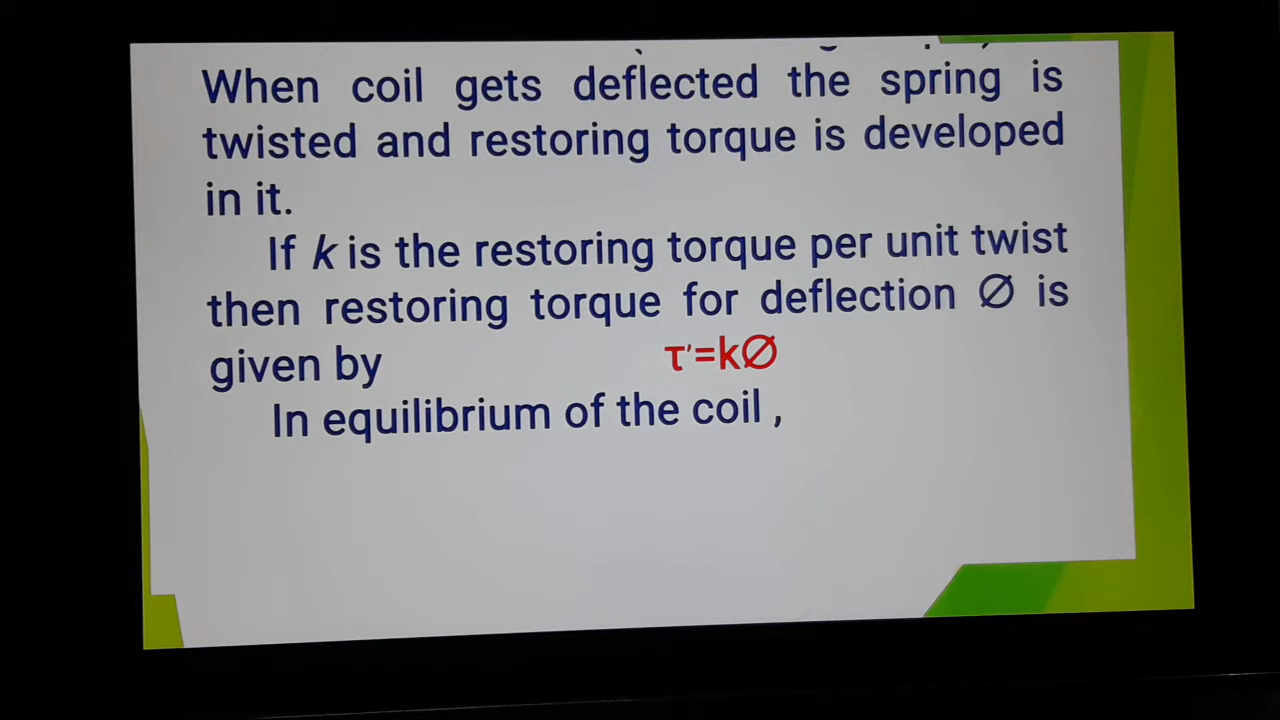 When coil gets deflected the spring is
twisted and restoring torque is developed
in it.
If k is the restoring torque per unit twist
then restoring torque for deflection Ø is
given by τ’=kØ
In equilibrium of the coil ,